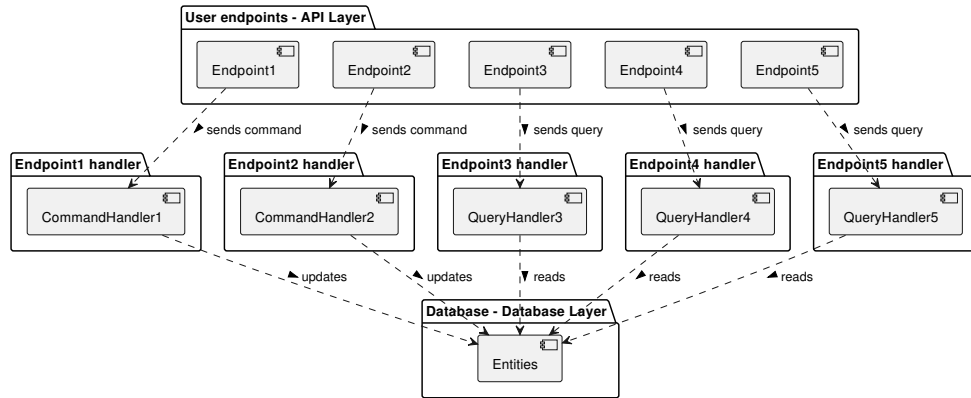 User endpoints - API Layer
Endpoint1
Endpoint2
Endpoint3
Endpoint4
Endpoint5
sends command
sends command
sends query
sends query
sends query
Endpoint1 handler
Endpoint2 handler
Endpoint3 handler
Endpoint4 handler
Endpoint5 handler
CommandHandler1
CommandHandler2
QueryHandler3
QueryHandler4
QueryHandler5
updates
updates
reads
reads
reads
Database - Database Layer
Entities